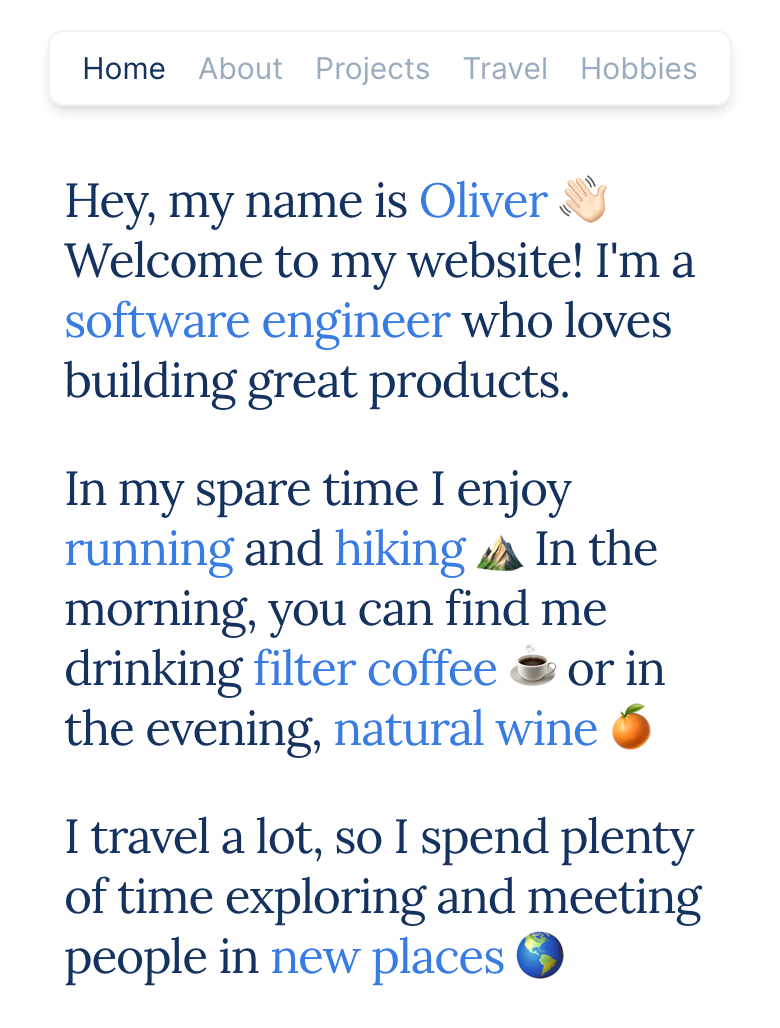 Home About Projects Travel Hobbies
Hey, my name is Oliver 👋🏻
Welcome to my website! I'm a
software engineer who loves
building great products.
In my spare time I enjoy
running and hiking ⛰️ In the
morning, you can find me
drinking filter coffee ☕ or in
the evening, natural wine 🍊
I travel a lot, so I spend plenty
of time exploring and meeting
people in new places 🌎